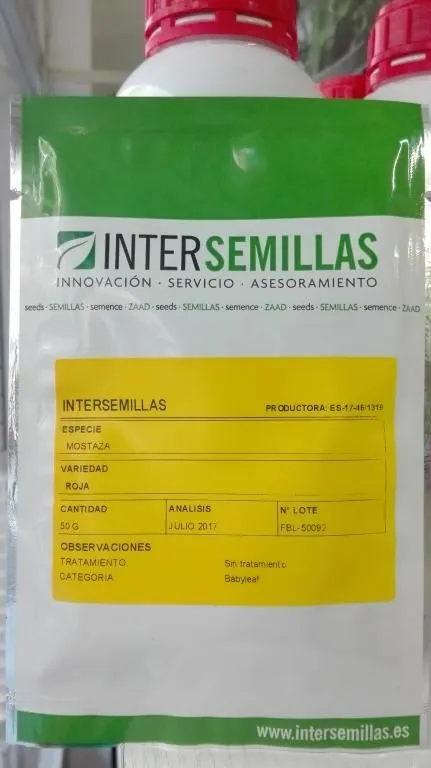 INTERSEMILLAS
INNOVACIÓN · SERVICIO · ASESORAMIENTO
seeds · SEMILLAS · semence · ZAAD · seeds · SEMILLAS · semence · ZAAD · seeds · SEMILLAS · semence · ZAAD
INTERSEMILLAS PRODUCTORA: ES-17-46/1319
ESPECIE
MOSTAZA
VARIEDAD
ROJA
CANTIDAD ANALISIS Nº LOTE
50 G JULIO 2017 FBL-50092
OBSERVACIONES
TRATAMIENTO Sin tratamiento
CATEGORIA Babyleaf
www.intersemillas.es